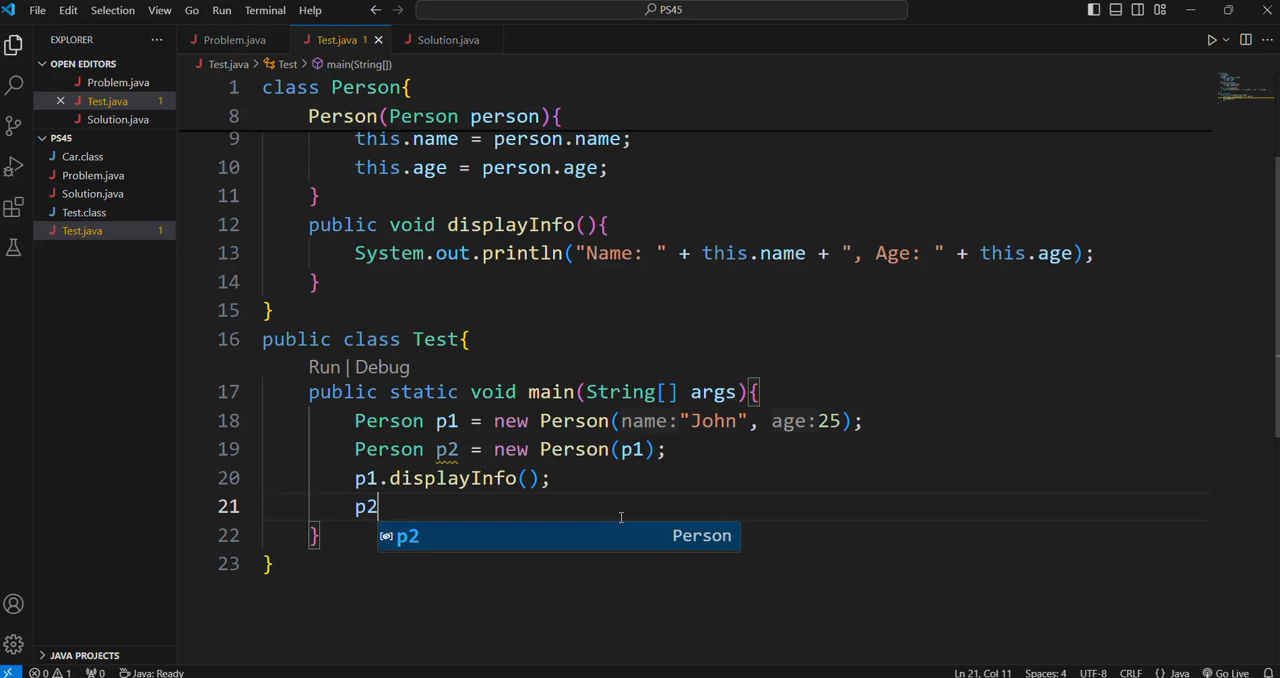 File Edit Selection View Go Run Terminal Help PS45
EXPLORER
Problem.java Test.java 1 Solution.java
OPEN EDITORS
Test.java Test main(String[])
Problem.java
Test.java 1
Solution.java
PS45
Car.class
Problem.java
Solution.java
Test.class
Test.java 1
1 class Person{
8 Person(Person person){
9 this.name = person.name;
10 this.age = person.age;
11 }
12 public void displayInfo(){
13 System.out.println("Name: " + this.name + ", Age: " + this.age);
14 }
15 }
16 public class Test{
Run | Debug
17 public static void main(String[] args){
18 Person p1 = new Person(name:"John", age:25);
19 Person p2 = new Person(p1);
20 p1.displayInfo();
21 p2
p2 Person
22 }
23 }
JAVA PROJECTS
0 1 0 Java: Ready Ln 21, Col 11 Spaces: 4 UTF-8 CRLF {} Java Go Live